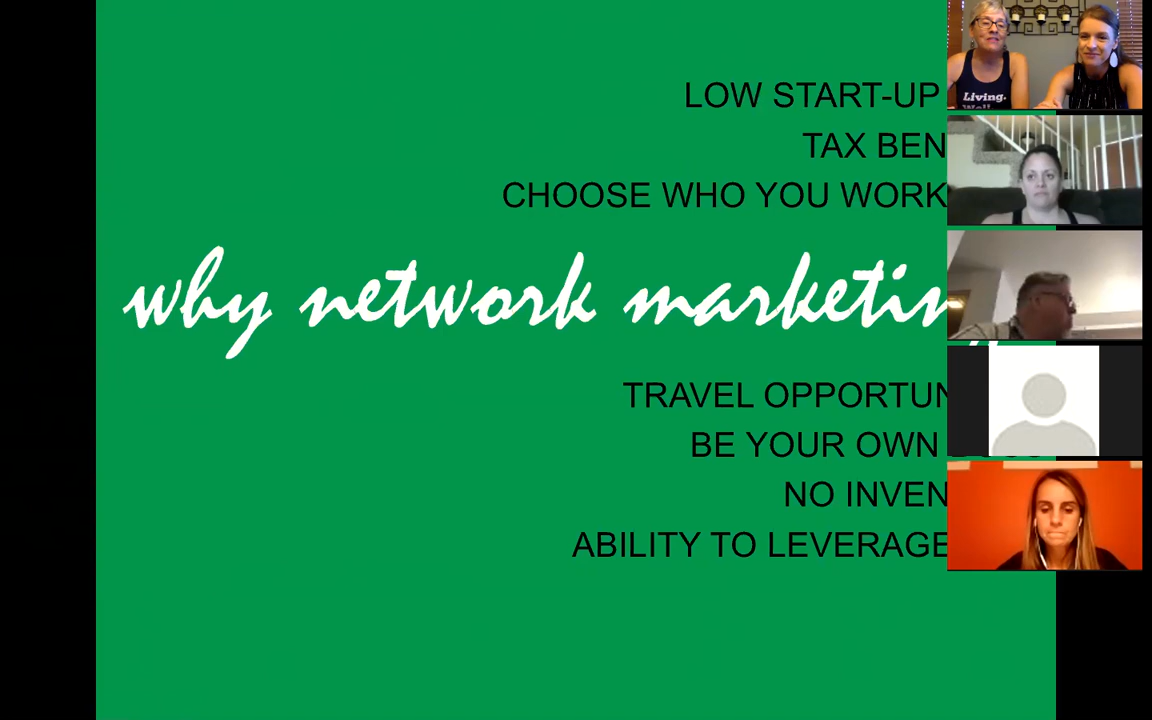 LOW START-UP
TAX BEN
CHOOSE WHO YOU WORK
why network marketin
TRAVEL OPPORTUN
BE YOUR OWN
NO INVEN
ABILITY TO LEVERAGE
Living.
Well